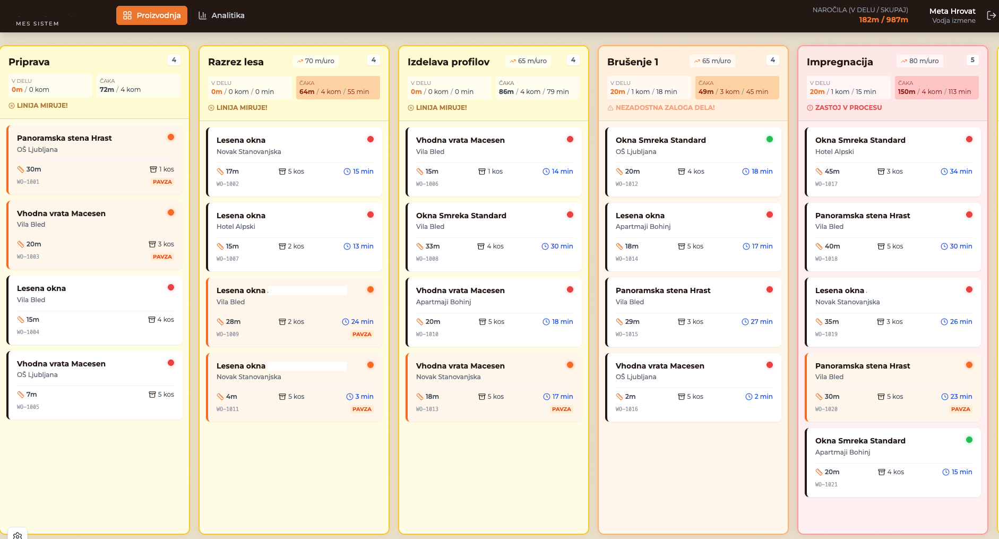 MES SISTEM
Proizvodnja
Analitika
NAROČILA (V DELU / SKUPAJ)
182m / 987m
Meta Hrovat
Vodja izmene
Priprava
4
V DELU
0m / 0 kom
ČAKA
72m / 4 kom
LINIJA MIRUJE!
Panoramska stena Hrast
OŠ Ljubljana
30m
1 kos
WO-1001
PAVZA
Vhodna vrata Macesen
Vila Bled
20m
3 kos
WO-1003
PAVZA
Lesena okna
Vila Bled
15m
4 kos
WO-1004
Vhodna vrata Macesen
OŠ Ljubljana
7m
5 kos
WO-1005
Razrez lesa
70 m/uro
4
V DELU
0m / 0 kom / 0 min
ČAKA
64m / 4 kom / 55 min
LINIJA MIRUJE!
Lesena okna
Novak Stanovanjska
17m
5 kos
15 min
WO-1002
Lesena okna
Hotel Alpski
15m
2 kos
13 min
WO-1007
Lesena okna
Vila Bled
28m
2 kos
24 min
WO-1009
PAVZA
Lesena okna
Novak Stanovanjska
4m
5 kos
3 min
WO-1011
PAVZA
Izdelava profilov
65 m/uro
4
V DELU
0m / 0 kom / 0 min
ČAKA
86m / 4 kom / 79 min
LINIJA MIRUJE!
Vhodna vrata Macesen
Vila Bled
15m
1 kos
14 min
WO-1006
Okna Smreka Standard
Vila Bled
33m
4 kos
30 min
WO-1008
Vhodna vrata Macesen
Apartmaji Bohinj
20m
5 kos
18 min
WO-1010
Vhodna vrata Macesen
Novak Stanovanjska
18m
5 kos
17 min
WO-1013
PAVZA
Brušenje 1
65 m/uro
4
V DELU
20m / 1 kom / 18 min
ČAKA
49m / 3 kom / 45 min
NEZADOSTNA ZALOGA DELA!
Okna Smreka Standard
OŠ Ljubljana
20m
4 kos
18 min
WO-1012
Lesena okna
Apartmaji Bohinj
18m
5 kos
17 min
WO-1014
Panoramska stena Hrast
Vila Bled
29m
3 kos
27 min
WO-1015
Vhodna vrata Macesen
OŠ Ljubljana
2m
5 kos
2 min
WO-1016
Impregnacija
80 m/uro
5
V DELU
20m / 1 kom / 15 min
ČAKA
150m / 4 kom / 113 min
ZASTOJ V PROCESU
Okna Smreka Standard
Hotel Alpski
45m
3 kos
34 min
WO-1017
Panoramska stena Hrast
Vila Bled
40m
5 kos
30 min
WO-1018
Lesena okna
Novak Stanovanjska
35m
3 kos
26 min
WO-1019
Panoramska stena Hrast
Vila Bled
30m
5 kos
23 min
WO-1020
PAVZA
Okna Smreka Standard
Apartmaji Bohinj
20m
4 kos
15 min
WO-1021